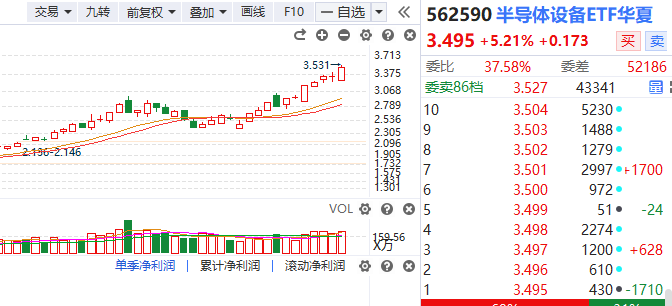 交易 九转 前复权 叠加 画线 F10 一 自选
3.531→
3.713
3.375
3.068
2.789
2.536
2.305
2.096
1.905
1.732
1.575
1.431
1.301
2.136-2.146
VOL
159.56
X万
单季净利润 累计净利润 滚动净利润
562590 半导体设备ETF华夏
3.495 +5.21% +0.173 买 卖
委比 37.58% 委差 52186
委卖86档 3.527 43341
10 3.504 5230
9 3.503 1488
8 3.502 1279
7 3.501 2997 +1700
6 3.500 972
5 3.499 51 -24
4 3.498 2274
3 3.497 1200 +628
2 3.496 610
1 3.495 430 -1710